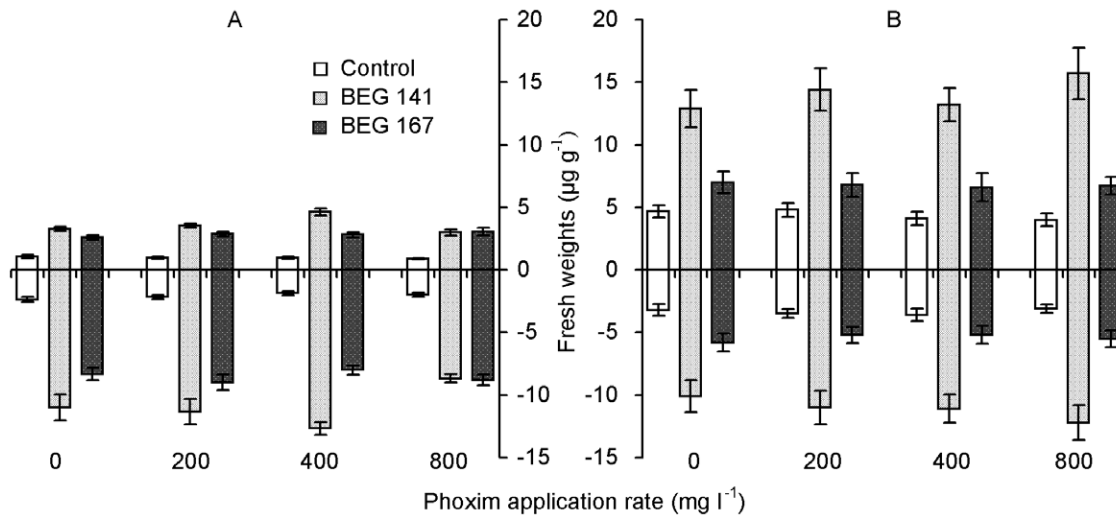 A
B
Control
BEG 141
BEG 167
20
15
10
5
0
-5
-10
-15
Fresh weights (µg g-1)
20
15
10
5
0
-5
-10
-15
0 200 400 800
0 200 400 800
Phoxim application rate (mg l-1)